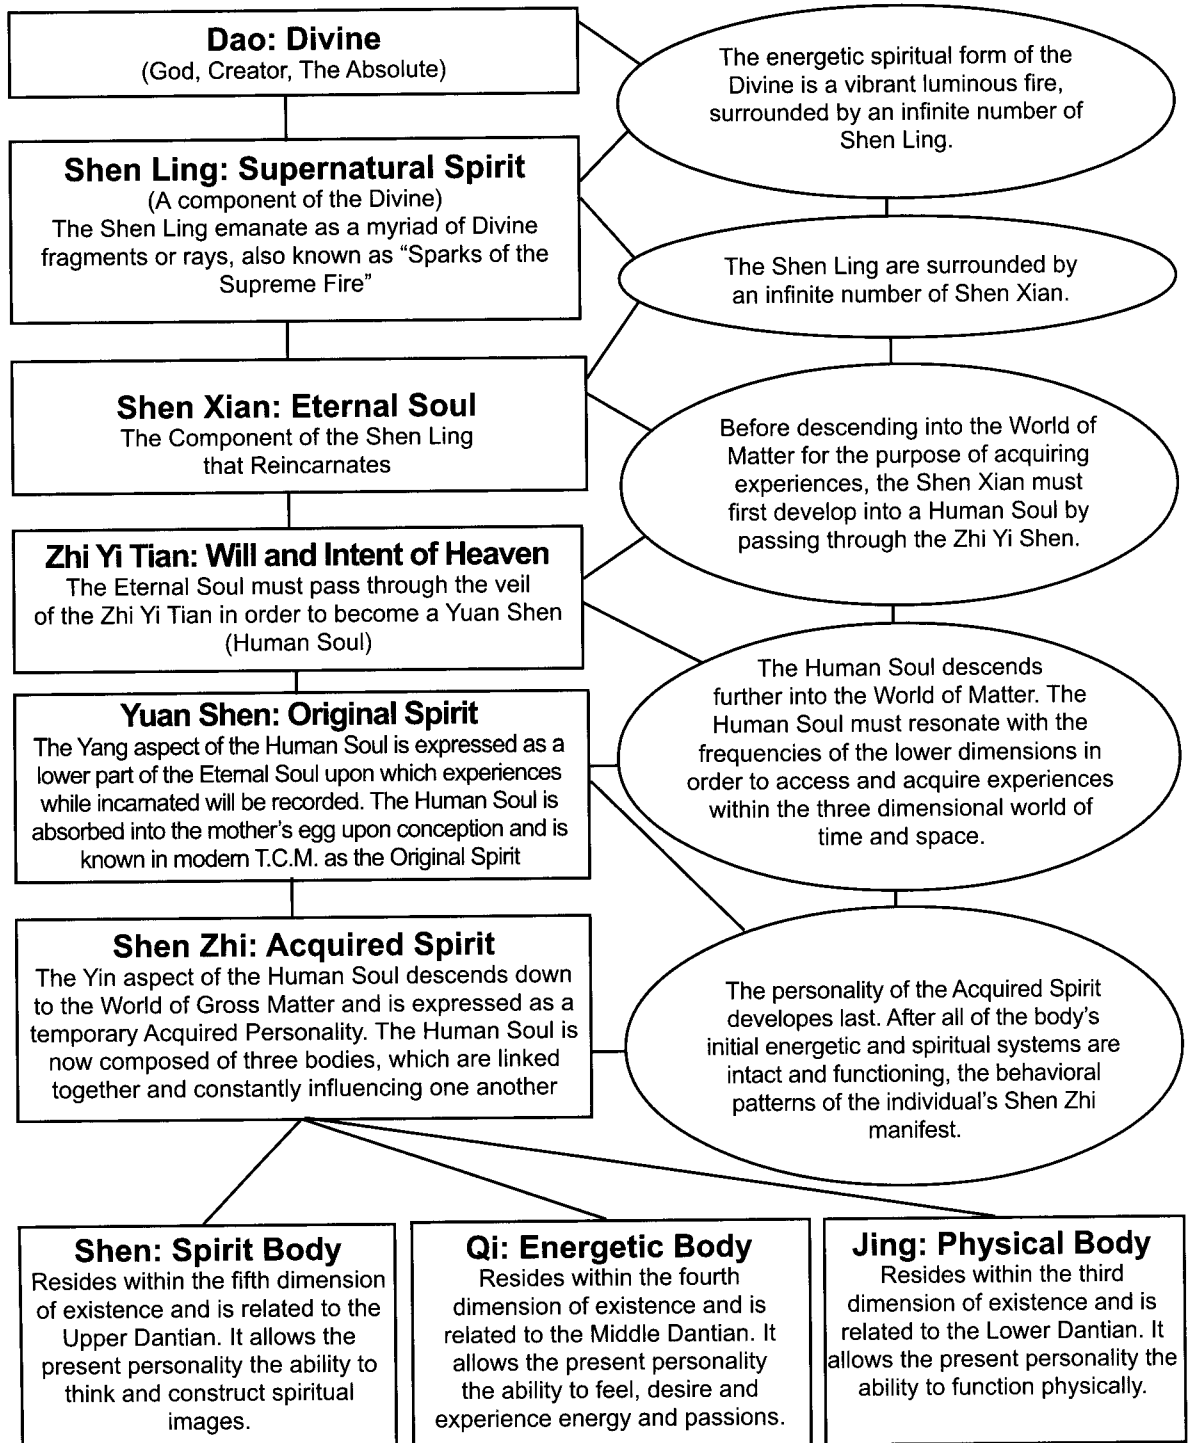 Dao: Divine
(God, Creator, The Absolute)
The energetic spiritual form of the
Divine is a vibrant luminous fire,
surrounded by an infinite number of
Shen Ling.
Shen Ling: Supernatural Spirit
(A component of the Divine)
The Shen Ling emanate as a myriad of Divine
fragments or rays, also known as “Sparks of the
Supreme Fire”
The Shen Ling are surrounded by
an infinite number of Shen Xian.
Shen Xian: Eternal Soul
The Component of the Shen Ling
that Reincarnates
Before descending into the World of
Matter for the purpose of acquiring
experiences, the Shen Xian must
first develop into a Human Soul by
passing through the Zhi Yi Shen.
Zhi Yi Tian: Will and Intent of Heaven
The Eternal Soul must pass through the veil
of the Zhi Yi Tian in order to become a Yuan Shen
(Human Soul)
The Human Soul descends
further into the World of Matter. The
Human Soul must resonate with the
frequencies of the lower dimensions in
order to access and acquire experiences
within the three dimensional world of
time and space.
Yuan Shen: Original Spirit
The Yang aspect of the Human Soul is expressed as a
lower part of the Eternal Soul upon which experiences
while incarnated will be recorded. The Human Soul is
absorbed into the mother’s egg upon conception and is
known in modern T.C.M. as the Original Spirit
Shen Zhi: Acquired Spirit
The Yin aspect of the Human Soul descends down
to the World of Gross Matter and is expressed as a
temporary Acquired Personality. The Human Soul is
now composed of three bodies, which are linked
together and constantly influencing one another
The personality of the Acquired Spirit
developes last. After all of the body’s
initial energetic and spiritual systems are
intact and functioning, the behavioral
patterns of the individual’s Shen Zhi
manifest.
Shen: Spirit Body
Resides within the fifth dimension
of existence and is related to the
Upper Dantian. It allows the
present personality the ability to
think and construct spiritual
images.
Qi: Energetic Body
Resides within the fourth
dimension of existence and is
related to the Middle Dantian. It
allows the present personality
the ability to feel, desire and
experience energy and passions.
Jing: Physical Body
Resides within the third
dimension of existence and is
related to the Lower Dantian. It
allows the present personality the
ability to function physically.